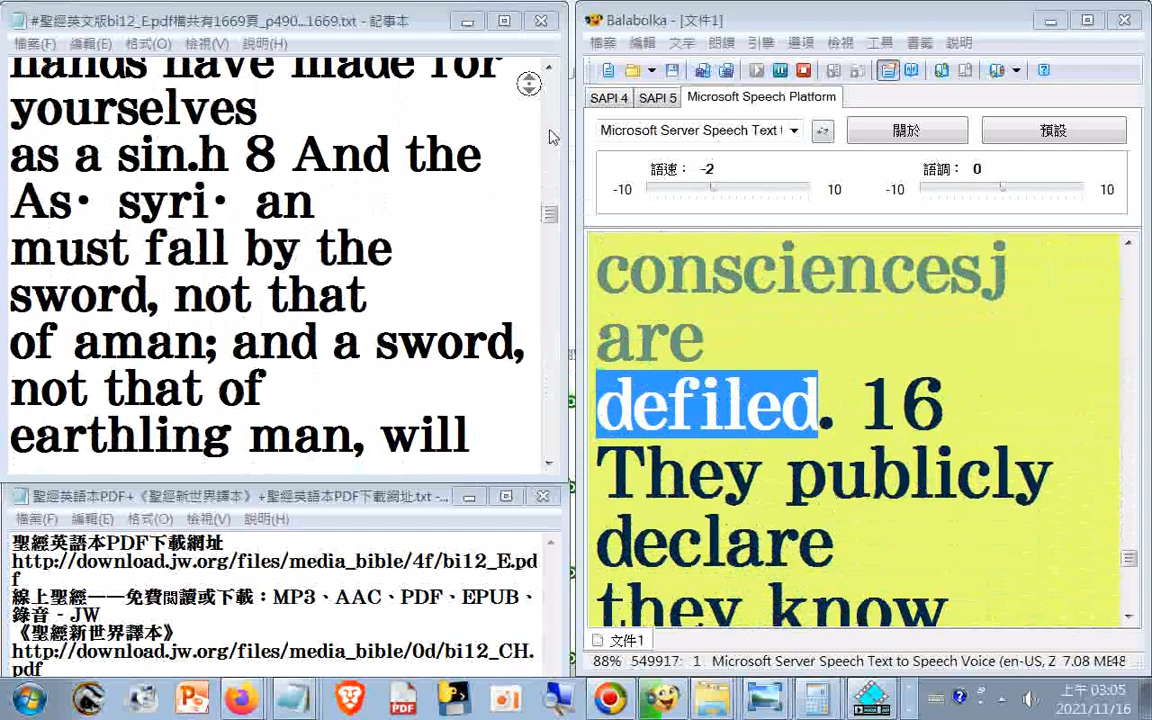 #聖經英文版bi12_E.pdf檔共有1669頁_p490...1669.txt - 記事本
檔案(F) 編輯(E) 格式(O) 檢視(V) 說明(H)
hands have made for
yourselves
as a sin.h 8 And the
As· syri· an
must fall by the
sword, not that
of aman; and a sword,
not that of
earthling man, will
聖經英語本PDF+《聖經新世界譯本》+聖經英語本PDF下載網址.txt -...
檔案(F) 編輯(E) 格式(O) 檢視(V) 說明(H)
聖經英語本PDF下載網址
http://download.jw.org/files/media_bible/4f/bi12_E.pd
f
線上聖經——免費閱讀或下載：MP3、AAC、PDF、EPUB、
錄音 - JW
《聖經新世界譯本》
http://download.jw.org/files/media_bible/0d/bi12_CH.
pdf
Balabolka - [文件1]
檔案 編輯 文字 朗讀 引擎 選項 檢視 工具 書籤 說明
SAPI 4 SAPI 5 Microsoft Speech Platform
Microsoft Server Speech Text 關於 預設
語速： -2 語調： 0
-10 10 -10 10
consciencesj
are
defiled. 16
They publicly
declare
they know
文件1
88% 549917: 1 Microsoft Server Speech Text to Speech Voice (en-US, Z 7.08 ME48
上午 03:05
2021/11/16